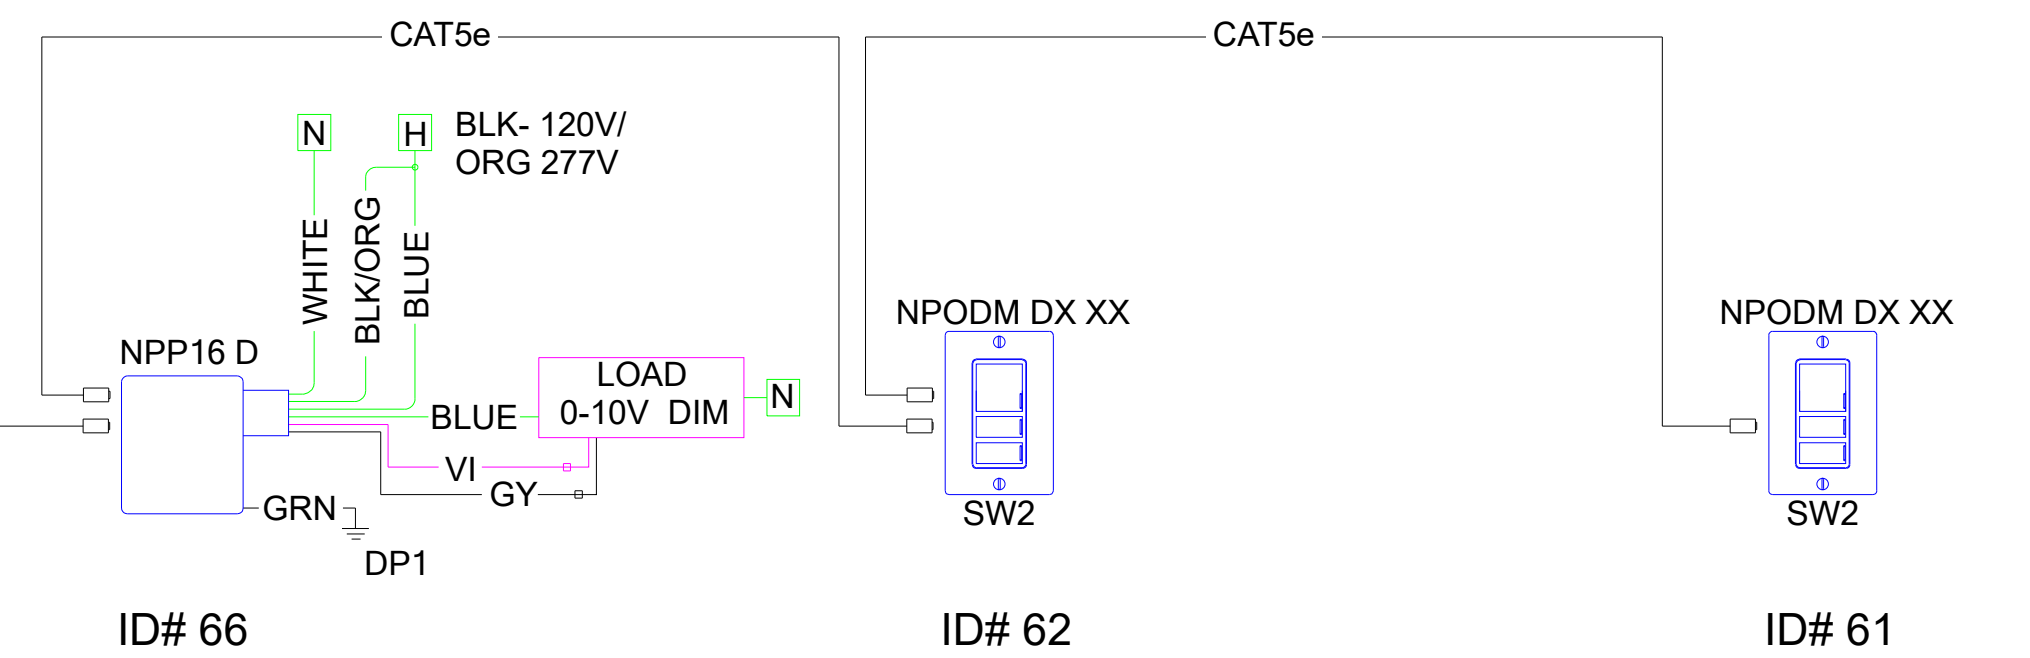 CAT5e
CAT5e
N
H
BLK- 120V/
ORG 277V
WHITE
BLK/ORG
BLUE
NPODM DX XX
NPODM DX XX
NPP16 D
LOAD
0-10V DIM
N
BLUE
VI
GY
GRN
SW2
SW2
DP1
ID# 66
ID# 62
ID# 61